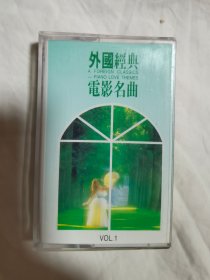 外國經典
A FOREIGN CLASSICS
— PIANO LOVE THEMES
電影名曲
VOL.1